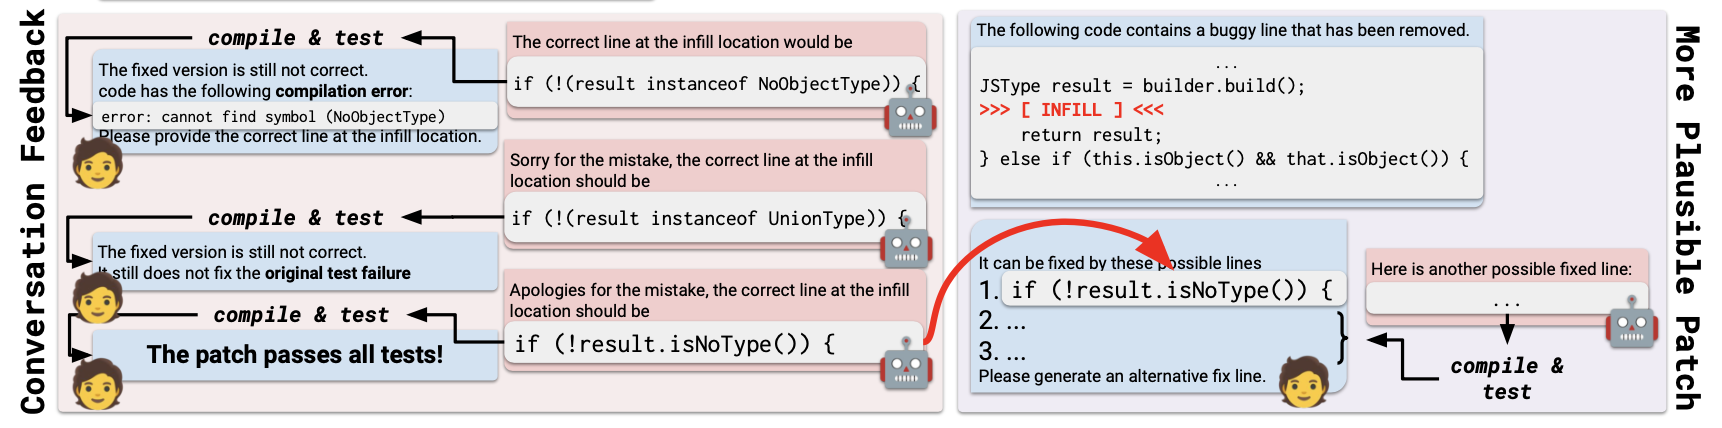 Conversation Feedback
compile & test
The correct line at the infill location would be
if (!(result instanceof NoObjectType)) {
The fixed version is still not correct.
code has the following compilation error:
error: cannot find symbol (NoObjectType)
Please provide the correct line at the infill location.
Sorry for the mistake, the correct line at the infill
location should be
if (!(result instanceof UnionType)) {
compile & test
The fixed version is still not correct.
It still does not fix the original test failure
Apologies for the mistake, the correct line at the infill
location should be
if (!result.isNoType()) {
compile & test
The patch passes all tests!
The following code contains a buggy line that has been removed.
...
JSType result = builder.build();
>>> [ INFILL ] <<<
return result;
} else if (this.isObject() && that.isObject()) {
...
It can be fixed by these possible lines
1. if (!result.isNoType()) {
2. ...
3. ...
Please generate an alternative fix line.
Here is another possible fixed line:
...
compile &
test
More Plausible Patch